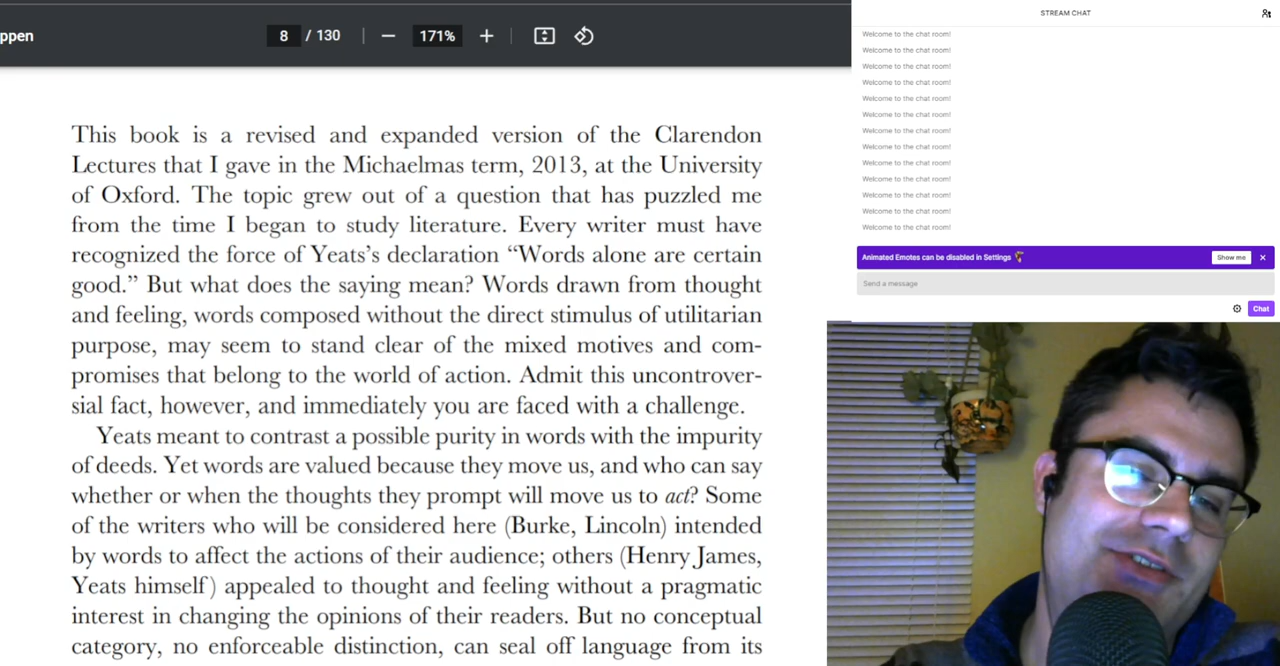 ppen
8 / 130
171%
This book is a revised and expanded version of the Clarendon
Lectures that I gave in the Michaelmas term, 2013, at the University
of Oxford. The topic grew out of a question that has puzzled me
from the time I began to study literature. Every writer must have
recognized the force of Yeats’s declaration “Words alone are certain
good.” But what does the saying mean? Words drawn from thought
and feeling, words composed without the direct stimulus of utilitarian
purpose, may seem to stand clear of the mixed motives and com-
promises that belong to the world of action. Admit this uncontrover-
sial fact, however, and immediately you are faced with a challenge.
Yeats meant to contrast a possible purity in words with the impurity
of deeds. Yet words are valued because they move us, and who can say
whether or when the thoughts they prompt will move us to act? Some
of the writers who will be considered here (Burke, Lincoln) intended
by words to affect the actions of their audience; others (Henry James,
Yeats himself) appealed to thought and feeling without a pragmatic
interest in changing the opinions of their readers. But no conceptual
category, no enforceable distinction, can seal off language from its
STREAM CHAT
Welcome to the chat room!
Welcome to the chat room!
Welcome to the chat room!
Welcome to the chat room!
Welcome to the chat room!
Welcome to the chat room!
Welcome to the chat room!
Welcome to the chat room!
Welcome to the chat room!
Welcome to the chat room!
Welcome to the chat room!
Welcome to the chat room!
Welcome to the chat room!
Animated Emotes can be disabled in Settings
Show me
Send a message
Chat